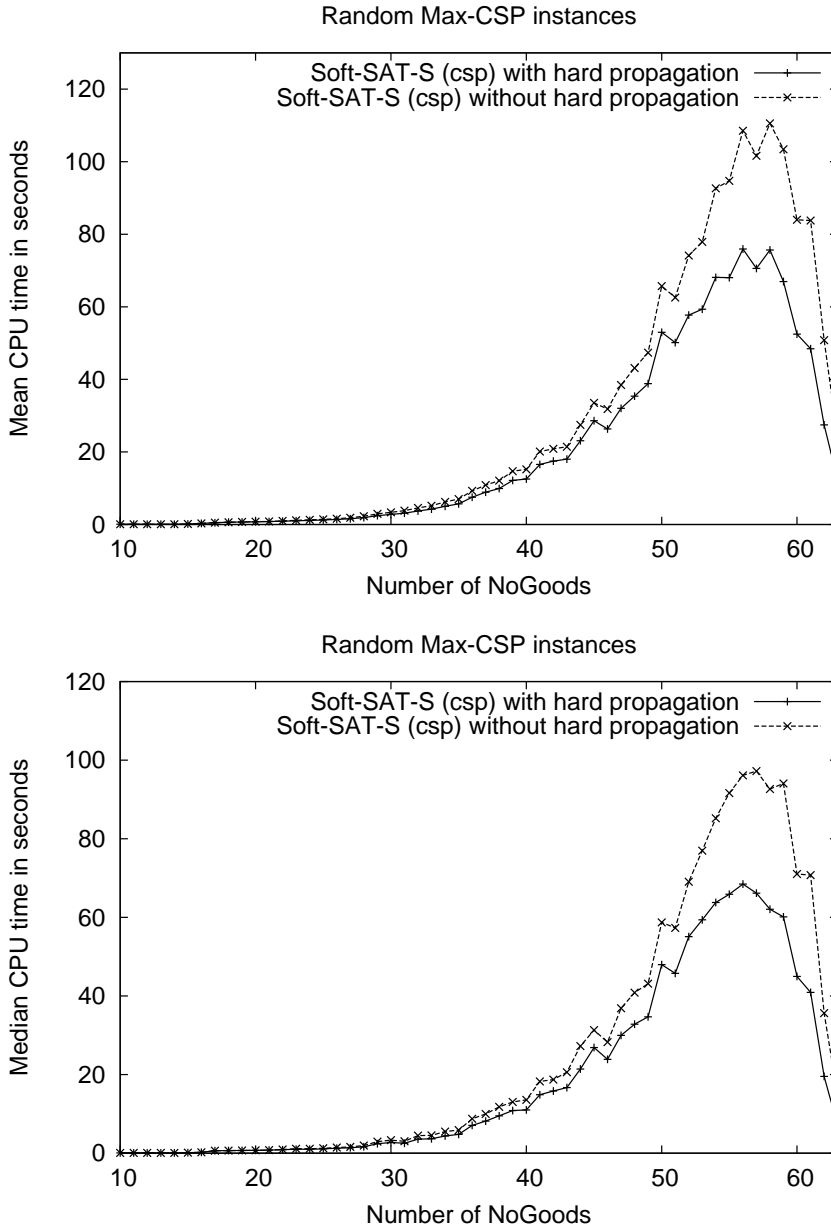 Random Max-CSP instances
Soft-SAT-S (csp) with hard propagation
Soft-SAT-S (csp) without hard propagation
Mean CPU time in seconds
120
100
80
60
40
20
0
10 20 30 40 50 60
Number of NoGoods
Random Max-CSP instances
Soft-SAT-S (csp) with hard propagation
Soft-SAT-S (csp) without hard propagation
Median CPU time in seconds
120
100
80
60
40
20
0
10 20 30 40 50 60
Number of NoGoods